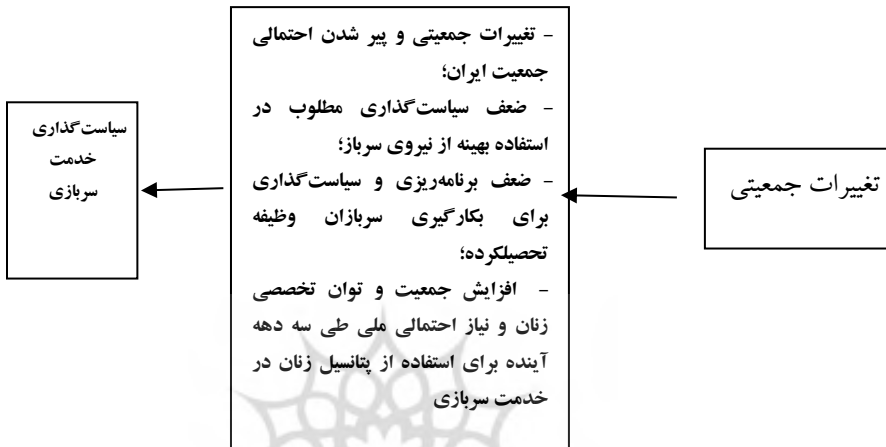 تغییرات جمعیتی
- تغییرات جمعیتی و پیر شدن احتمالی
جمعیت ایران؛
- ضعف سیاست‌گذاری مطلوب در
استفاده بهینه از نیروی سرباز؛
- ضعف برنامه‌ریزی و سیاست‌گذاری
برای بکارگیری سربازان وظیفه
تحصیلکرده؛
- افزایش جمعیت و توان تخصصی
زنان و نیاز احتمالی ملی طی سه دهه
آینده برای استفاده از پتانسیل زنان در
خدمت سربازی
سیاست‌گذاری
خدمت
سربازی